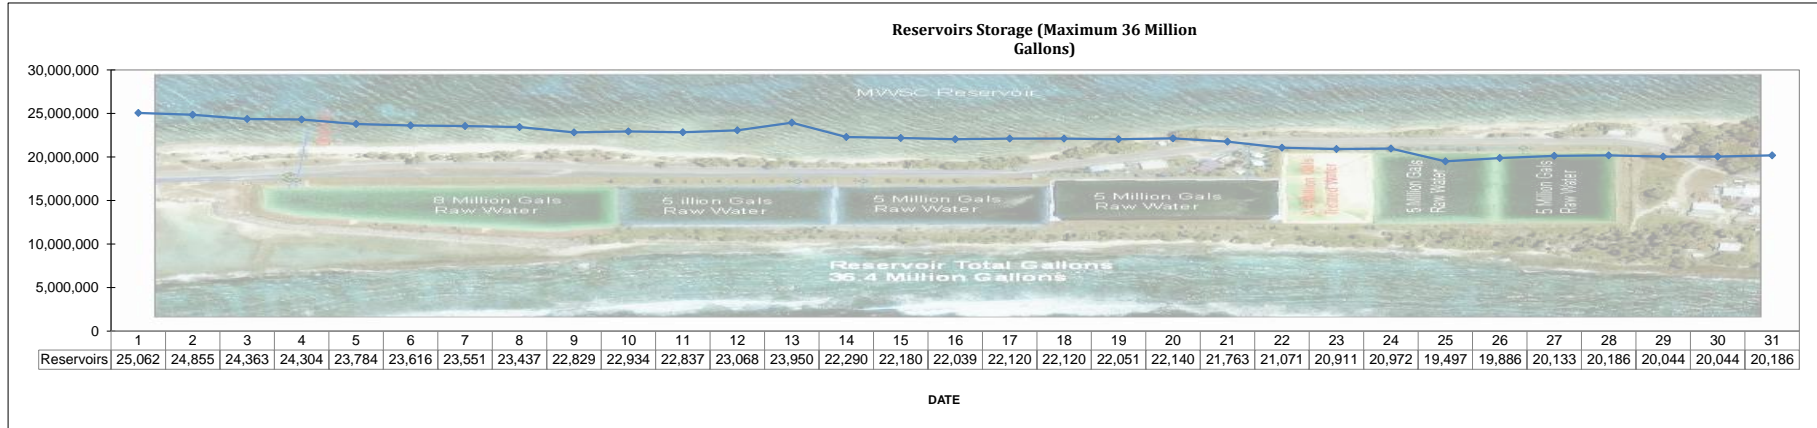 Reservoirs Storage (Maximum 36 Million
Gallons)
30,000,000
25,000,000
20,000,000
15,000,000
10,000,000
5,000,000
0
MWSC Reservoir
8 Million Gals
Raw Water
5 illion Gals
Raw Water
5 Million Gals
Raw Water
5 Million Gals
Raw Water
Treated Water
5 Million Gals
Raw Water
5 Million Gals
Raw Water
Reservoir Total Gallons
36.4 Million Gallons
1 2 3 4 5 6 7 8 9 10 11 12 13 14 15 16 17 18 19 20 21 22 23 24 25 26 27 28 29 30 31
Reservoirs 25,062 24,855 24,363 24,304 23,784 23,616 23,551 23,437 22,829 22,934 22,837 23,068 23,950 22,290 22,180 22,039 22,120 22,120 22,051 22,140 21,763 21,071 20,911 20,972 19,497 19,886 20,133 20,186 20,044 20,044 20,186
DATE